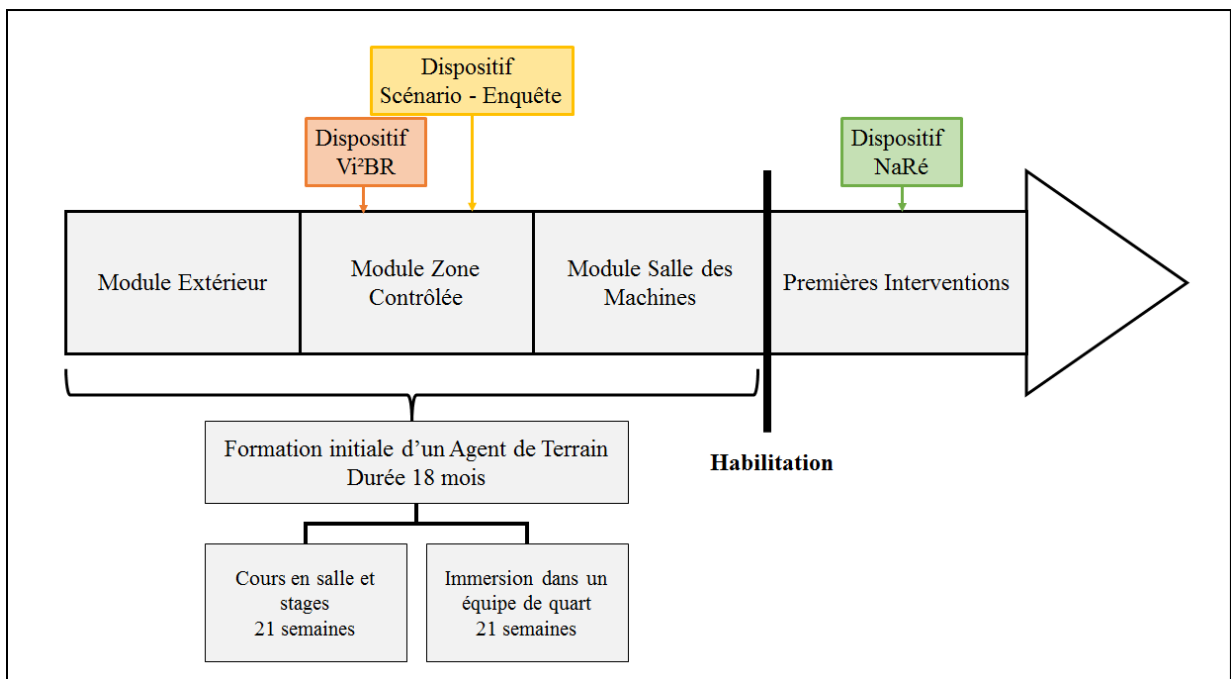 Dispositif
Scénario - Enquête
Dispositif
Vi²BR
Dispositif
NaRé
Module Extérieur
Module Zone
Contrôlée
Module Salle des
Machines
Premières Interventions
Formation initiale d'un Agent de Terrain
Durée 18 mois
Habilitation
Cours en salle et
stages
21 semaines
Immersion dans un
équipe de quart
21 semaines